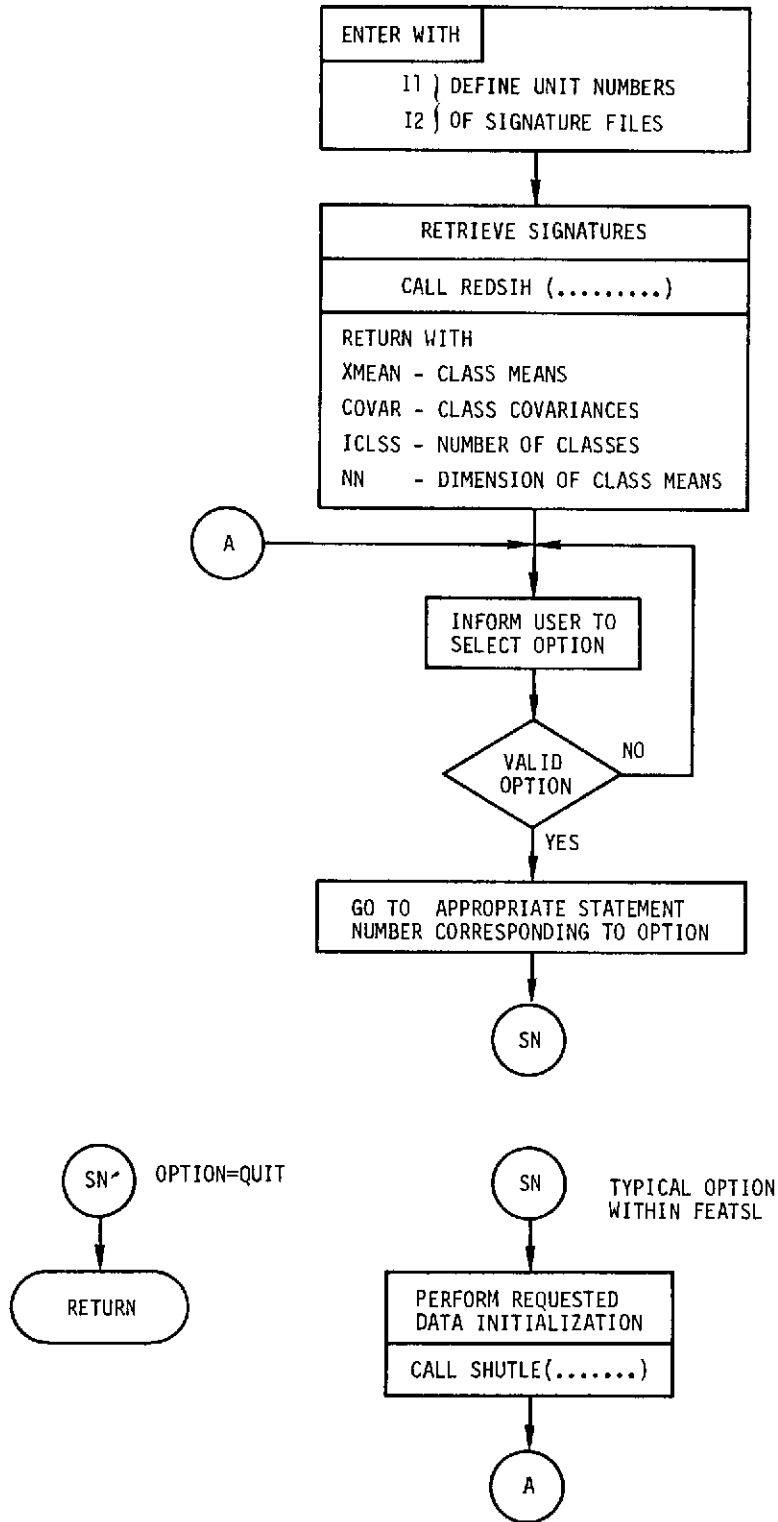 ENTER WITH
I1 } DEFINE UNIT NUMBERS
I2 } OF SIGNATURE FILES
RETRIEVE SIGNATURES
CALL REDSIH (.........)
RETURN WITH
XMEAN - CLASS MEANS
COVAR - CLASS COVARIANCES
ICLSS - NUMBER OF CLASSES
NN - DIMENSION OF CLASS MEANS
A
INFORM USER TO
SELECT OPTION
VALID
OPTION
NO
YES
GO TO APPROPRIATE STATEMENT
NUMBER CORRESPONDING TO OPTION
SN
SN OPTION=QUIT
RETURN
SN
TYPICAL OPTION
WITHIN FEATSL
PERFORM REQUESTED
DATA INITIALIZATION
CALL SHUTLE(.......)
A